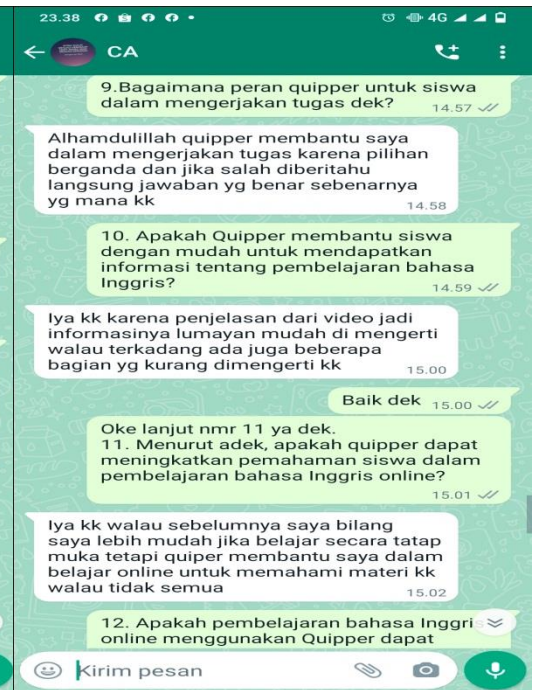 23.38
4G
CA
9.Bagaimana peran quipper untuk siswa
dalam mengerjakan tugas dek?
14.57
Alhamdulillah quipper membantu saya
dalam mengerjakan tugas karena pilihan
berganda dan jika salah diberitahu
langsung jawaban yg benar sebenarnya
yg mana kk
14.58
10. Apakah Quipper membantu siswa
dengan mudah untuk mendapatkan
informasi tentang pembelajaran bahasa
Inggris?
14.59
Iya kk karena penjelasan dari video jadi
informasinya lumayan mudah di mengerti
walau terkadang ada juga beberapa
bagian yg kurang dimengerti kk
15.00
Baik dek 15.00
Oke lanjut nmr 11 ya dek.
11. Menurut adek, apakah quipper dapat
meningkatkan pemahaman siswa dalam
pembelajaran bahasa Inggris online?
15.01
Iya kk walau sebelumnya saya bilang
saya lebih mudah jika belajar secara tatap
muka tetapi quiper membantu saya dalam
belajar online untuk memahami materi kk
walau tidak semua
15.02
12. Apakah pembelajaran bahasa Inggris
online menggunakan Quipper dapat
Kirim pesan